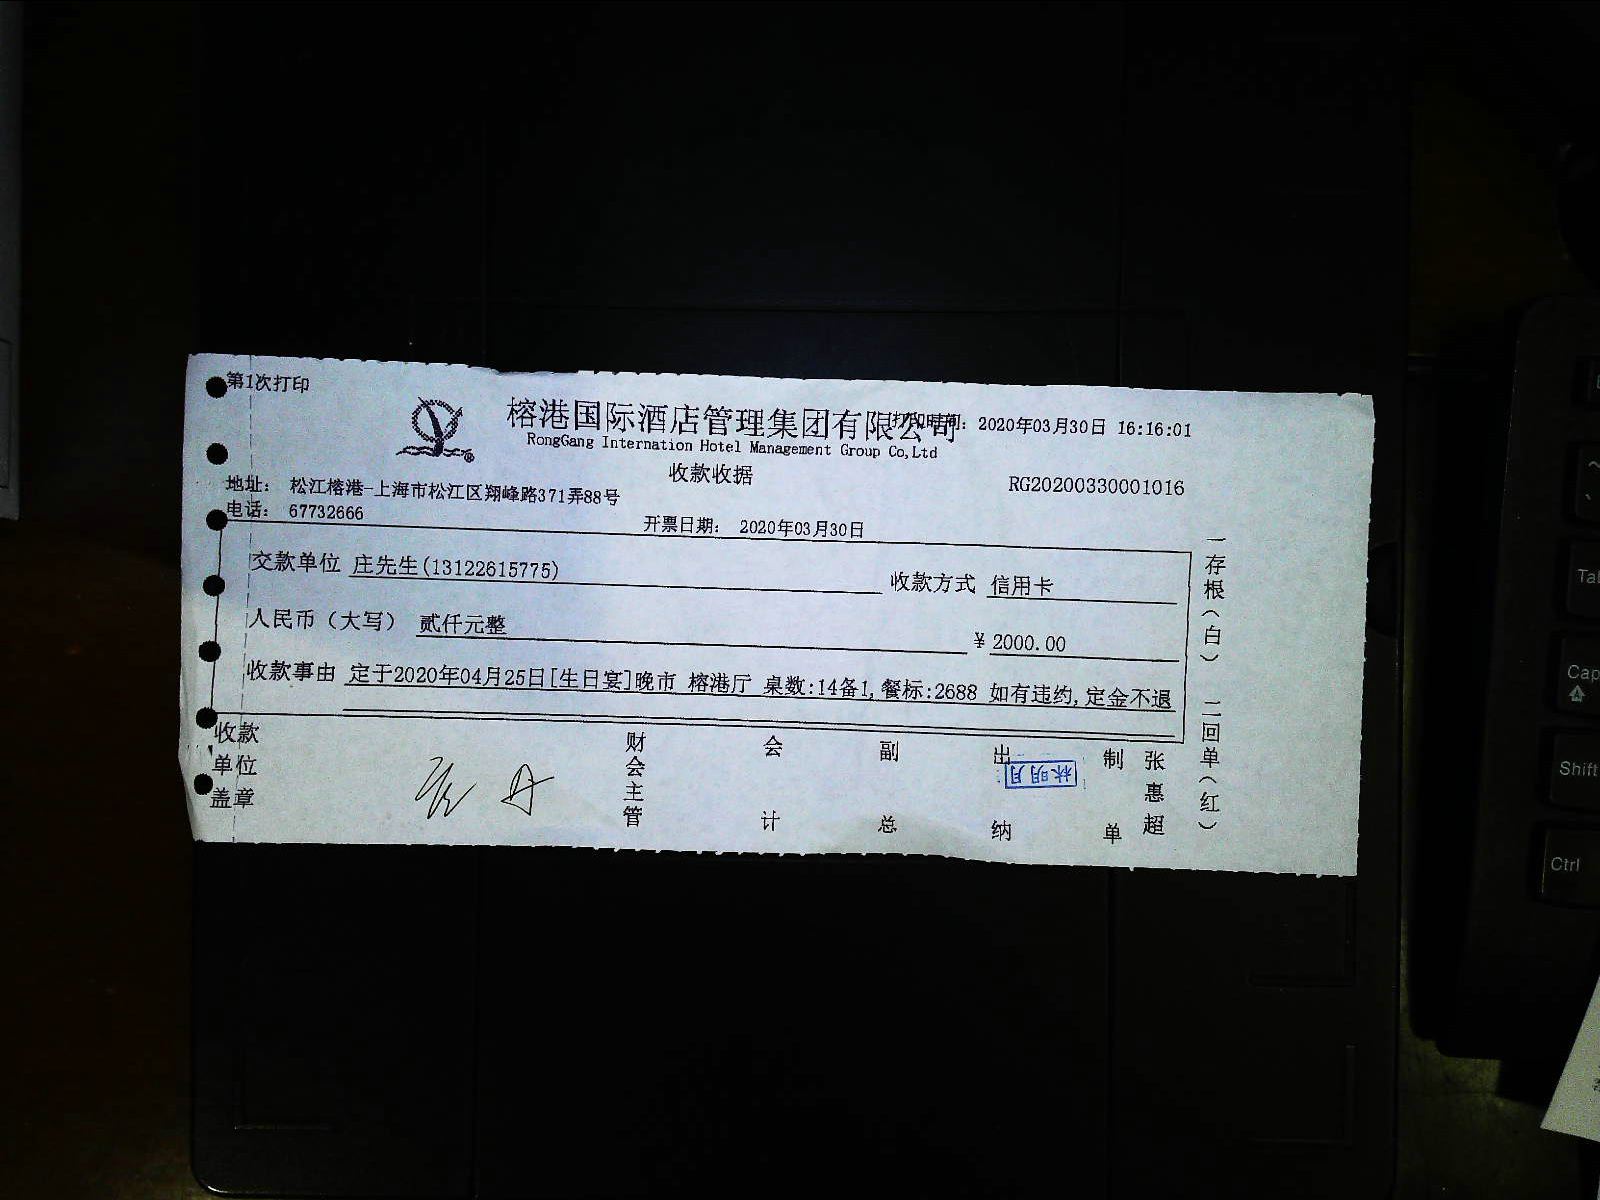 第1次打印
榕港国际酒店管理集团有限公司
打印时间: 2020年03月30日 16:16:01
RongGang Internation Hotel Management Group Co,Ltd
收款收据
RG20200330001016
地址: 松江榕港-上海市松江区翔峰路371弄88号
电话: 67732666
开票日期: 2020年03月30日
交款单位 庄先生(13122615775) 收款方式 信用卡
人民币（大写） 贰仟元整 ¥ 2000.00
收款事由 定于2020年04月25日[生日宴]晚市 榕港厅 桌数:14备1,餐标:2688 如有违约,定金不退
收款单位盖章
财会主管
会计
副总
出纳
林明月
制单
张惠超
一存根(白) 二回单(红)
Tab
Cap
Shift
Ctrl